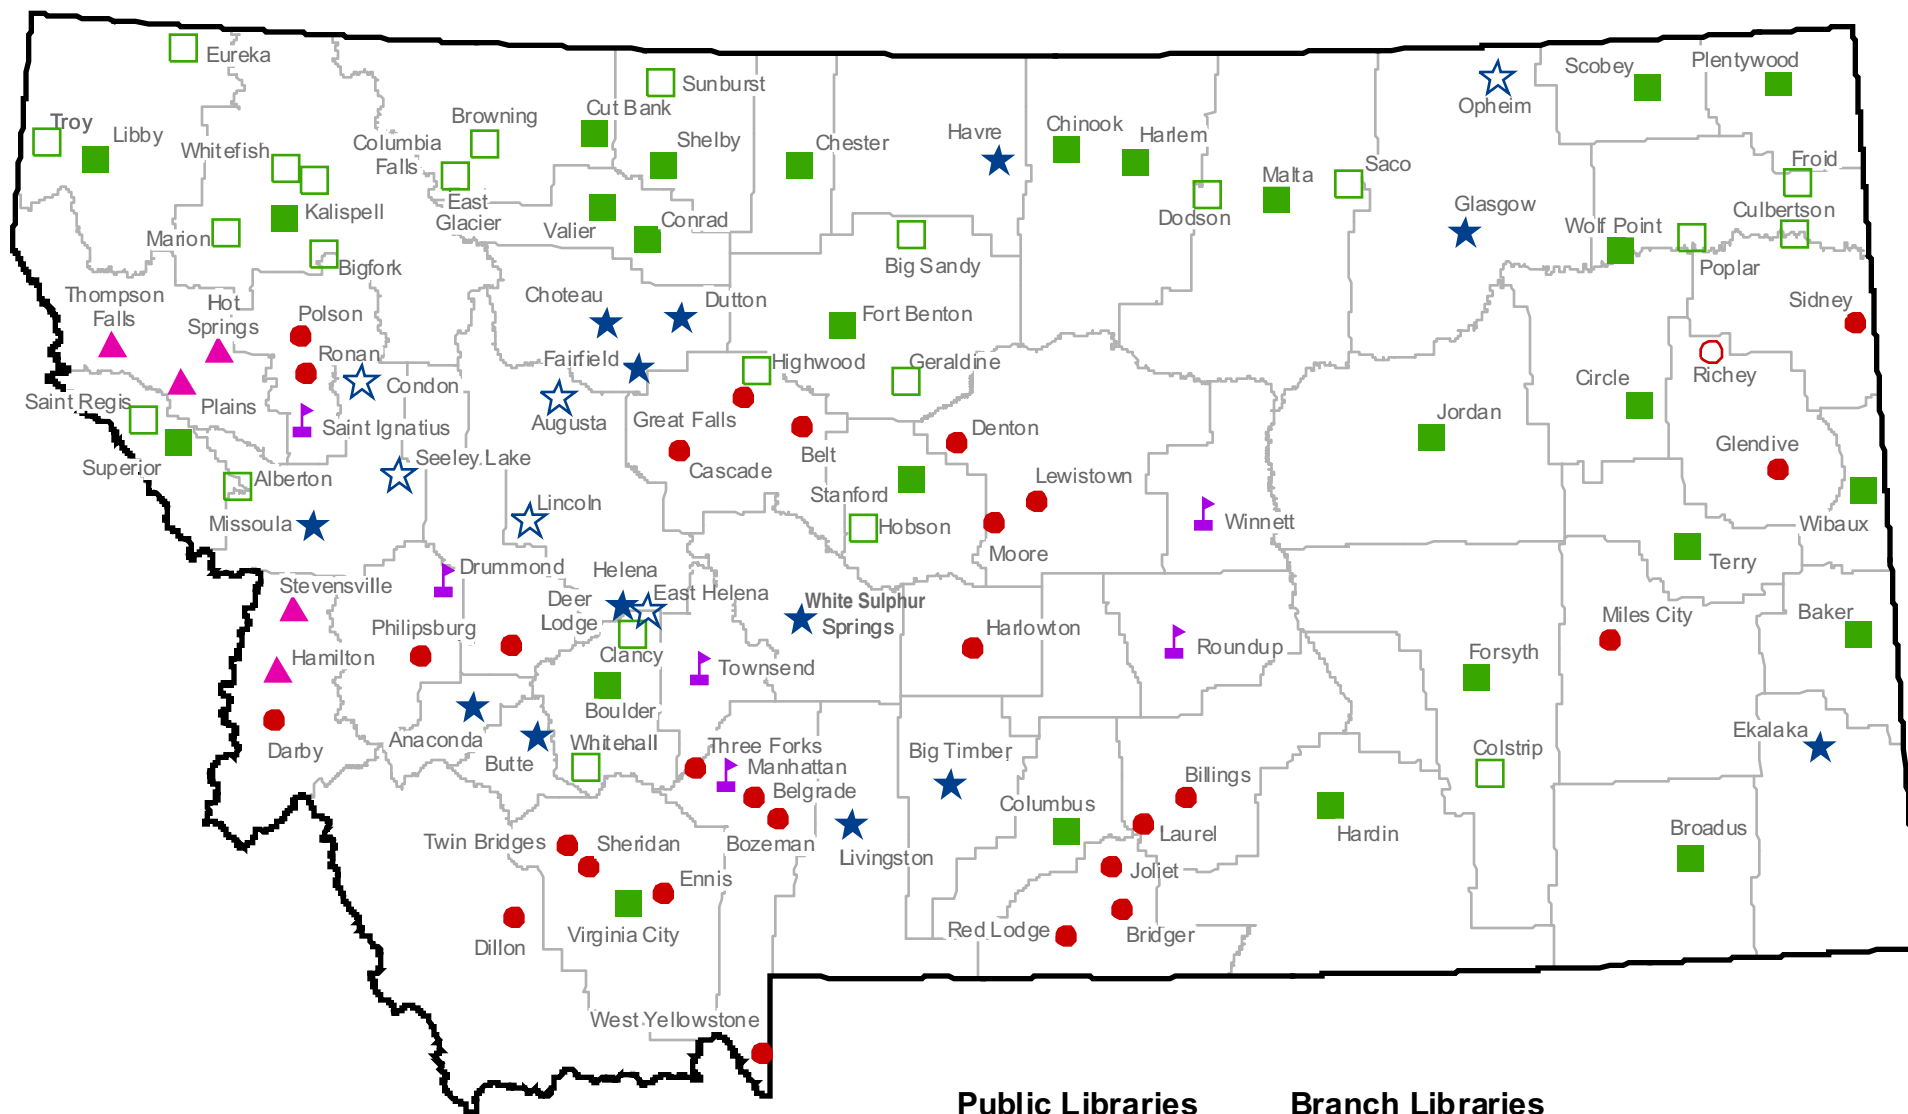 Eureka
Troy
Libby
Whitefish
Columbia
Falls
Browning
Sunburst
Cut Bank
Shelby
Chester
Havre
Chinook
Harlem
Opheim
Scobey
Plentywood
Kalispell
Marion
Bigfork
East
Glacier
Valier
Conrad
Big Sandy
Dodson
Malta
Saco
Glasgow
Wolf Point
Froid
Culbertson
Poplar
Thompson
Falls
Hot
Springs
Polson
Ronan
Condon
Choteau
Dutton
Fairfield
Augusta
Fort Benton
Highwood
Geraldine
Sidney
Richey
Circle
Jordan
Glendive
Saint Regis
Plains
Saint Ignatius
Superior
Alberton
Seeley Lake
Missoula
Lincoln
Great Falls
Cascade
Belt
Denton
Stanford
Lewistown
Hobson
Moore
Winnett
Wibaux
Terry
Stevensville
Drummond
Helena
East Helena
Deer
Lodge
White Sulphur
Springs
Philipsburg
Clancy
Hamilton
Townsend
Harlowton
Roundup
Miles City
Baker
Forsyth
Boulder
Darby
Anaconda
Butte
Whitehall
Three Forks
Manhattan
Belgrade
Bozeman
Big Timber
Livingston
Columbus
Billings
Laurel
Hardin
Colstrip
Ekalaka
Broadus
Twin Bridges
Sheridan
Ennis
Virginia City
Dillon
Joliet
Red Lodge
Bridger
West Yellowstone
Public Libraries
Branch Libraries